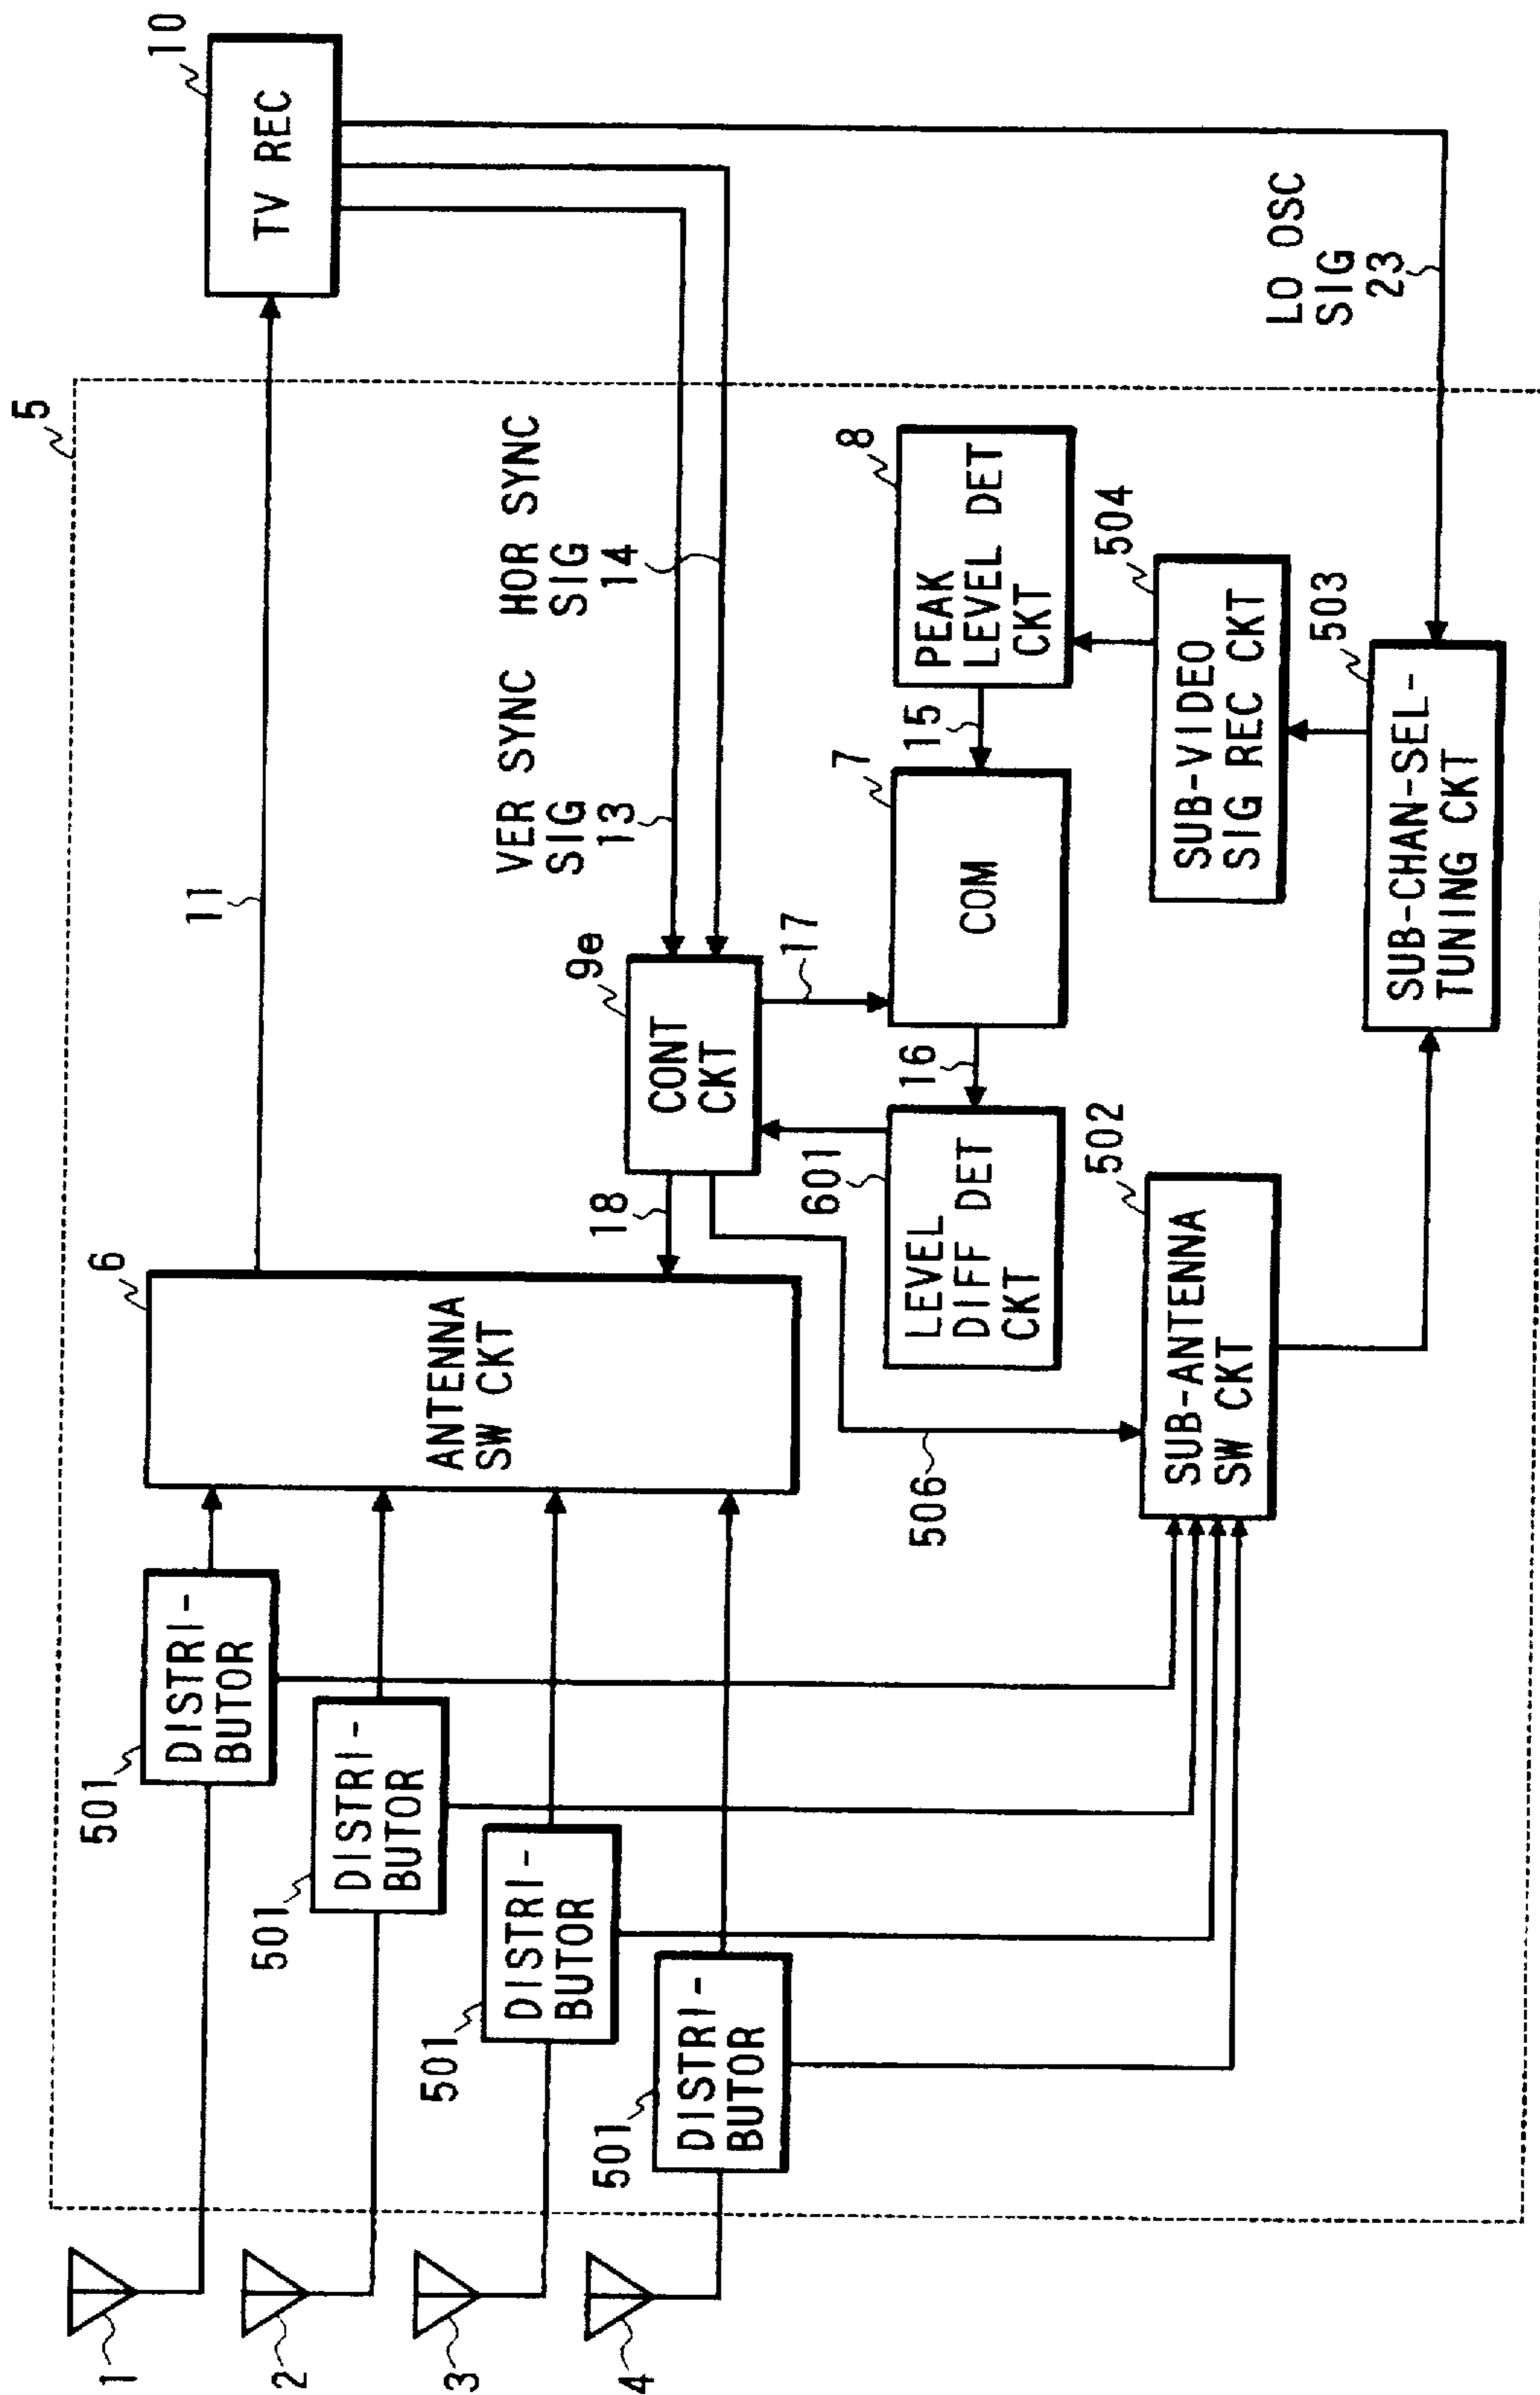 1
2
3
4
5
501
DISTRI-
BUTOR
501
DISTRI-
BUTOR
501
DISTRI-
BUTOR
501
DISTRI-
BUTOR
6
ANTENNA
SW CKT
11
10
TV REC
VER SYNC
SIG
13
HOR SYNC
SIG
14
18
9e
CONT
CKT
17
506
601
LEVEL
DIFF DET
CKT
16
7
COM
15
8
PEAK
LEVEL DET
CKT
502
SUB-ANTENNA
SW CKT
504
SUB-VIDEO
SIG REC CKT
503
SUB-CHAN-SEL-
TUNING CKT
LO OSC
SIG
23